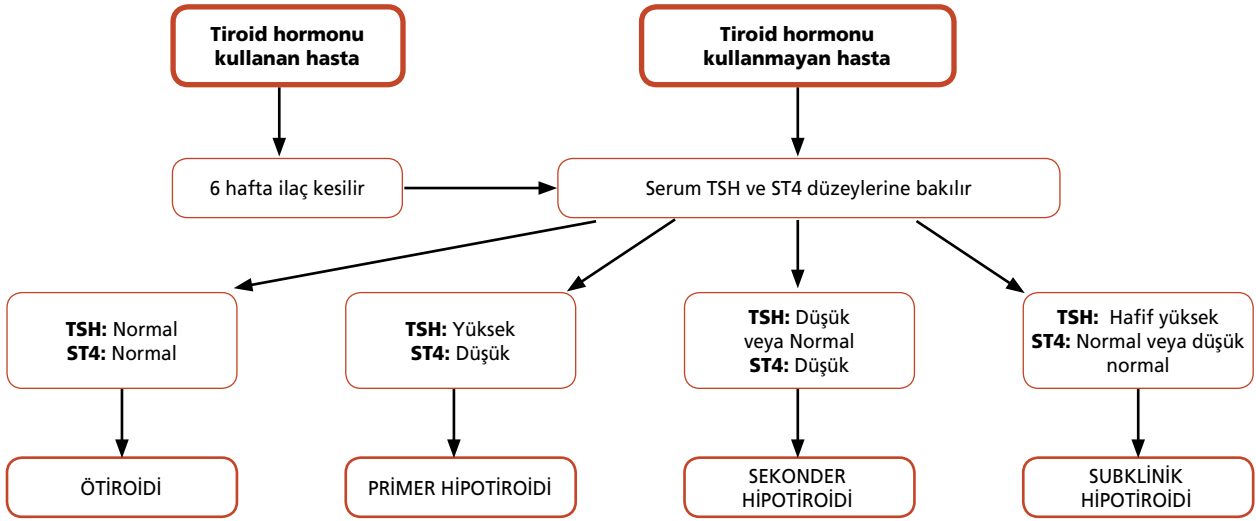 Tiroid hormonu
kullanan hasta
Tiroid hormonu
kullanmayan hasta
6 hafta ilaç kesilir
Serum TSH ve ST4 düzeylerine bakılır
TSH: Normal
ST4: Normal
TSH: Yüksek
ST4: Düşük
TSH: Düşük
veya Normal
ST4: Düşük
TSH: Hafif yüksek
ST4: Normal veya düşük
normal
ÖTİROİDİ
PRİMER HİPOTİROİDİ
SEKONDER
HİPOTİROİDİ
SUBKLİNİK
HİPOTİROİDİ